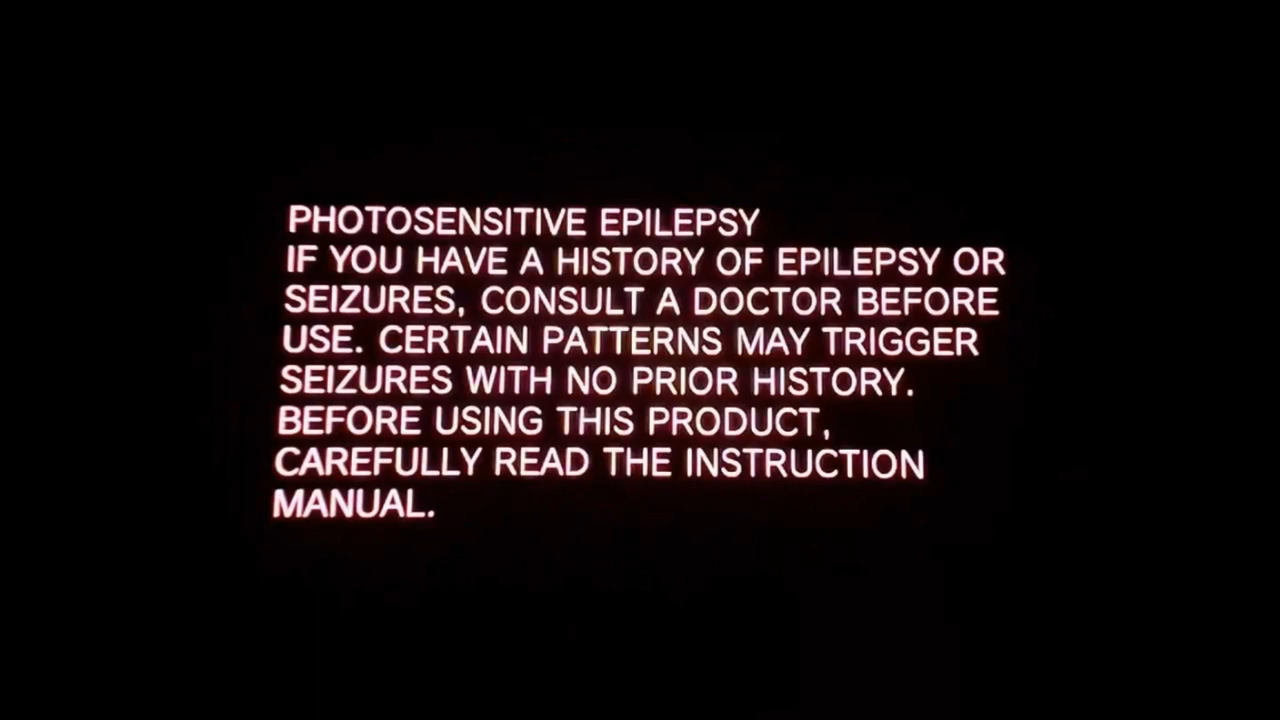 PHOTOSENSITIVE EPILEPSY
IF YOU HAVE A HISTORY OF EPILEPSY OR
SEIZURES, CONSULT A DOCTOR BEFORE
USE. CERTAIN PATTERNS MAY TRIGGER
SEIZURES WITH NO PRIOR HISTORY.
BEFORE USING THIS PRODUCT,
CAREFULLY READ THE INSTRUCTION
MANUAL.